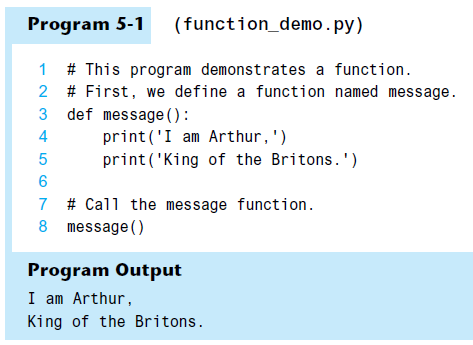 Program 5-1 (function_demo.py)
1 # This program demonstrates a function.
2 # First, we define a function named message.
3 def message():
4     print('I am Arthur,')
5     print('King of the Britons.')
6
7 # Call the message function.
8 message()
Program Output
I am Arthur,
King of the Britons.